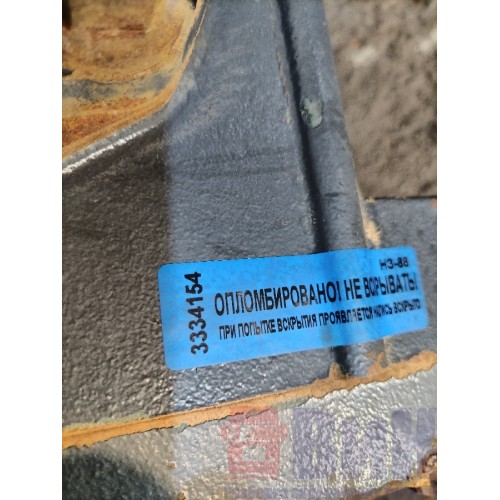 НЗ-88
3334154
ОПЛОМБИРОВАНО! НЕ ВСКРЫВАТЬ!
ПРИ ПОПЫТКЕ ВСКРЫТИЯ ПРОЯВЛЯЕТСЯ НАДПИСЬ ВСКРЫТО